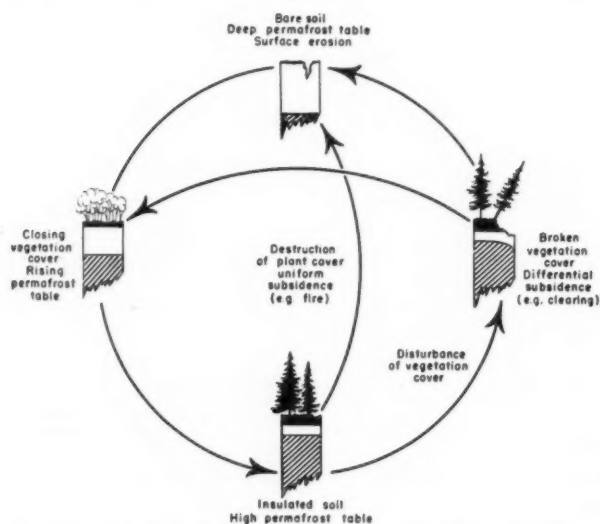 Bare soil
Deep permafrost table
Surface erosion
Closing
vegetation
cover
Rising
permafrost
table
Destruction
of plant cover
uniform
subsidence
(e.g. fire)
Broken
vegetation
cover
Differential
subsidence
(e.g. clearing)
Disturbance
of vegetation
cover
Insulated soil
High permafrost table